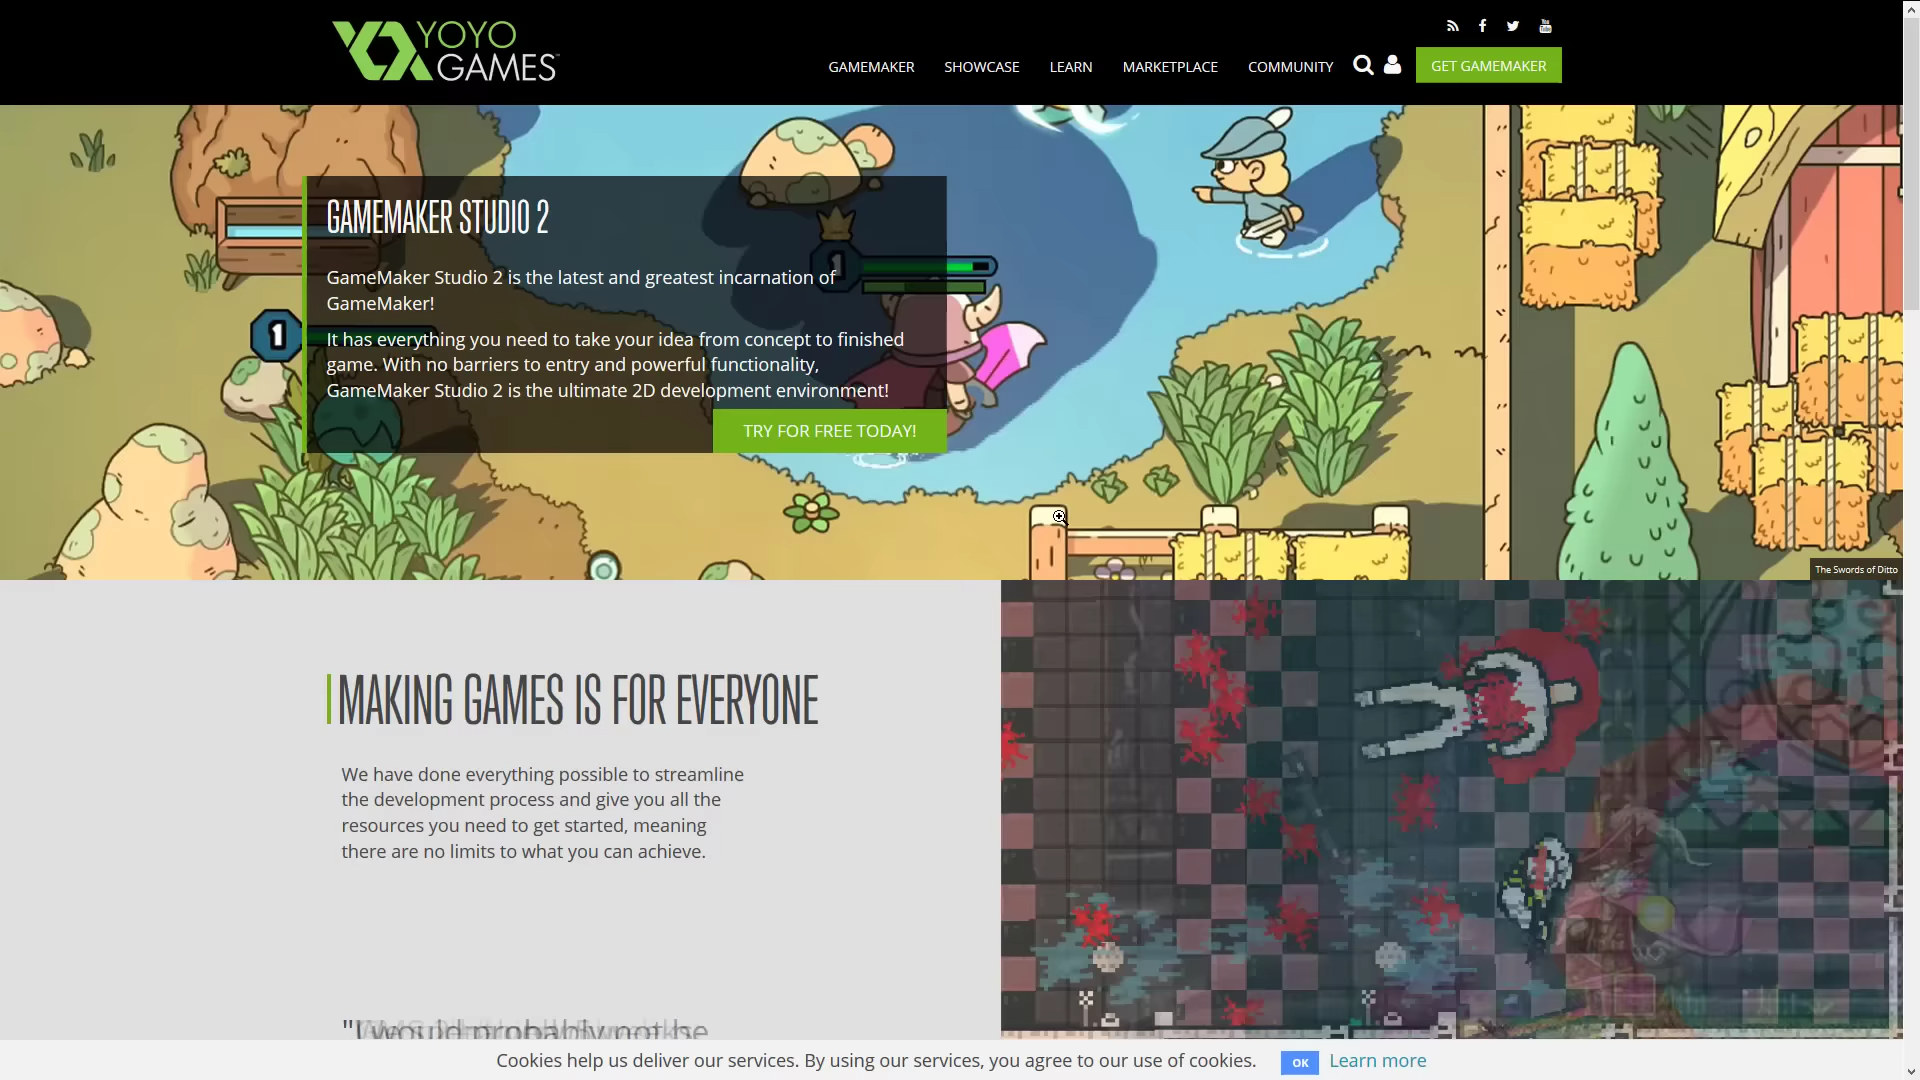 YOYO
GAMES
GAMEMAKER SHOWCASE LEARN MARKETPLACE COMMUNITY GET GAMEMAKER
GAMEMAKER STUDIO 2
GameMaker Studio 2 is the latest and greatest incarnation of
GameMaker!
It has everything you need to take your idea from concept to finished
game. With no barriers to entry and powerful functionality,
GameMaker Studio 2 is the ultimate 2D development environment!
TRY FOR FREE TODAY!
1
1
The Swords of Ditto
MAKING GAMES IS FOR EVERYONE
We have done everything possible to streamline
the development process and give you all the
resources you need to get started, meaning
there are no limits to what you can achieve.
"I would probably not be
Cookies help us deliver our services. By using our services, you agree to our use of cookies. OK Learn more